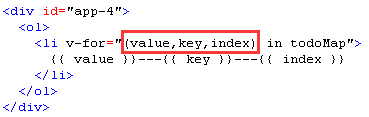 <div id="app-4">
<ol>
<li v-for="(value,key,index) in todoMap">
{{ value }}---{{ key }}---{{ index }}
</li>
</ol>
</div>